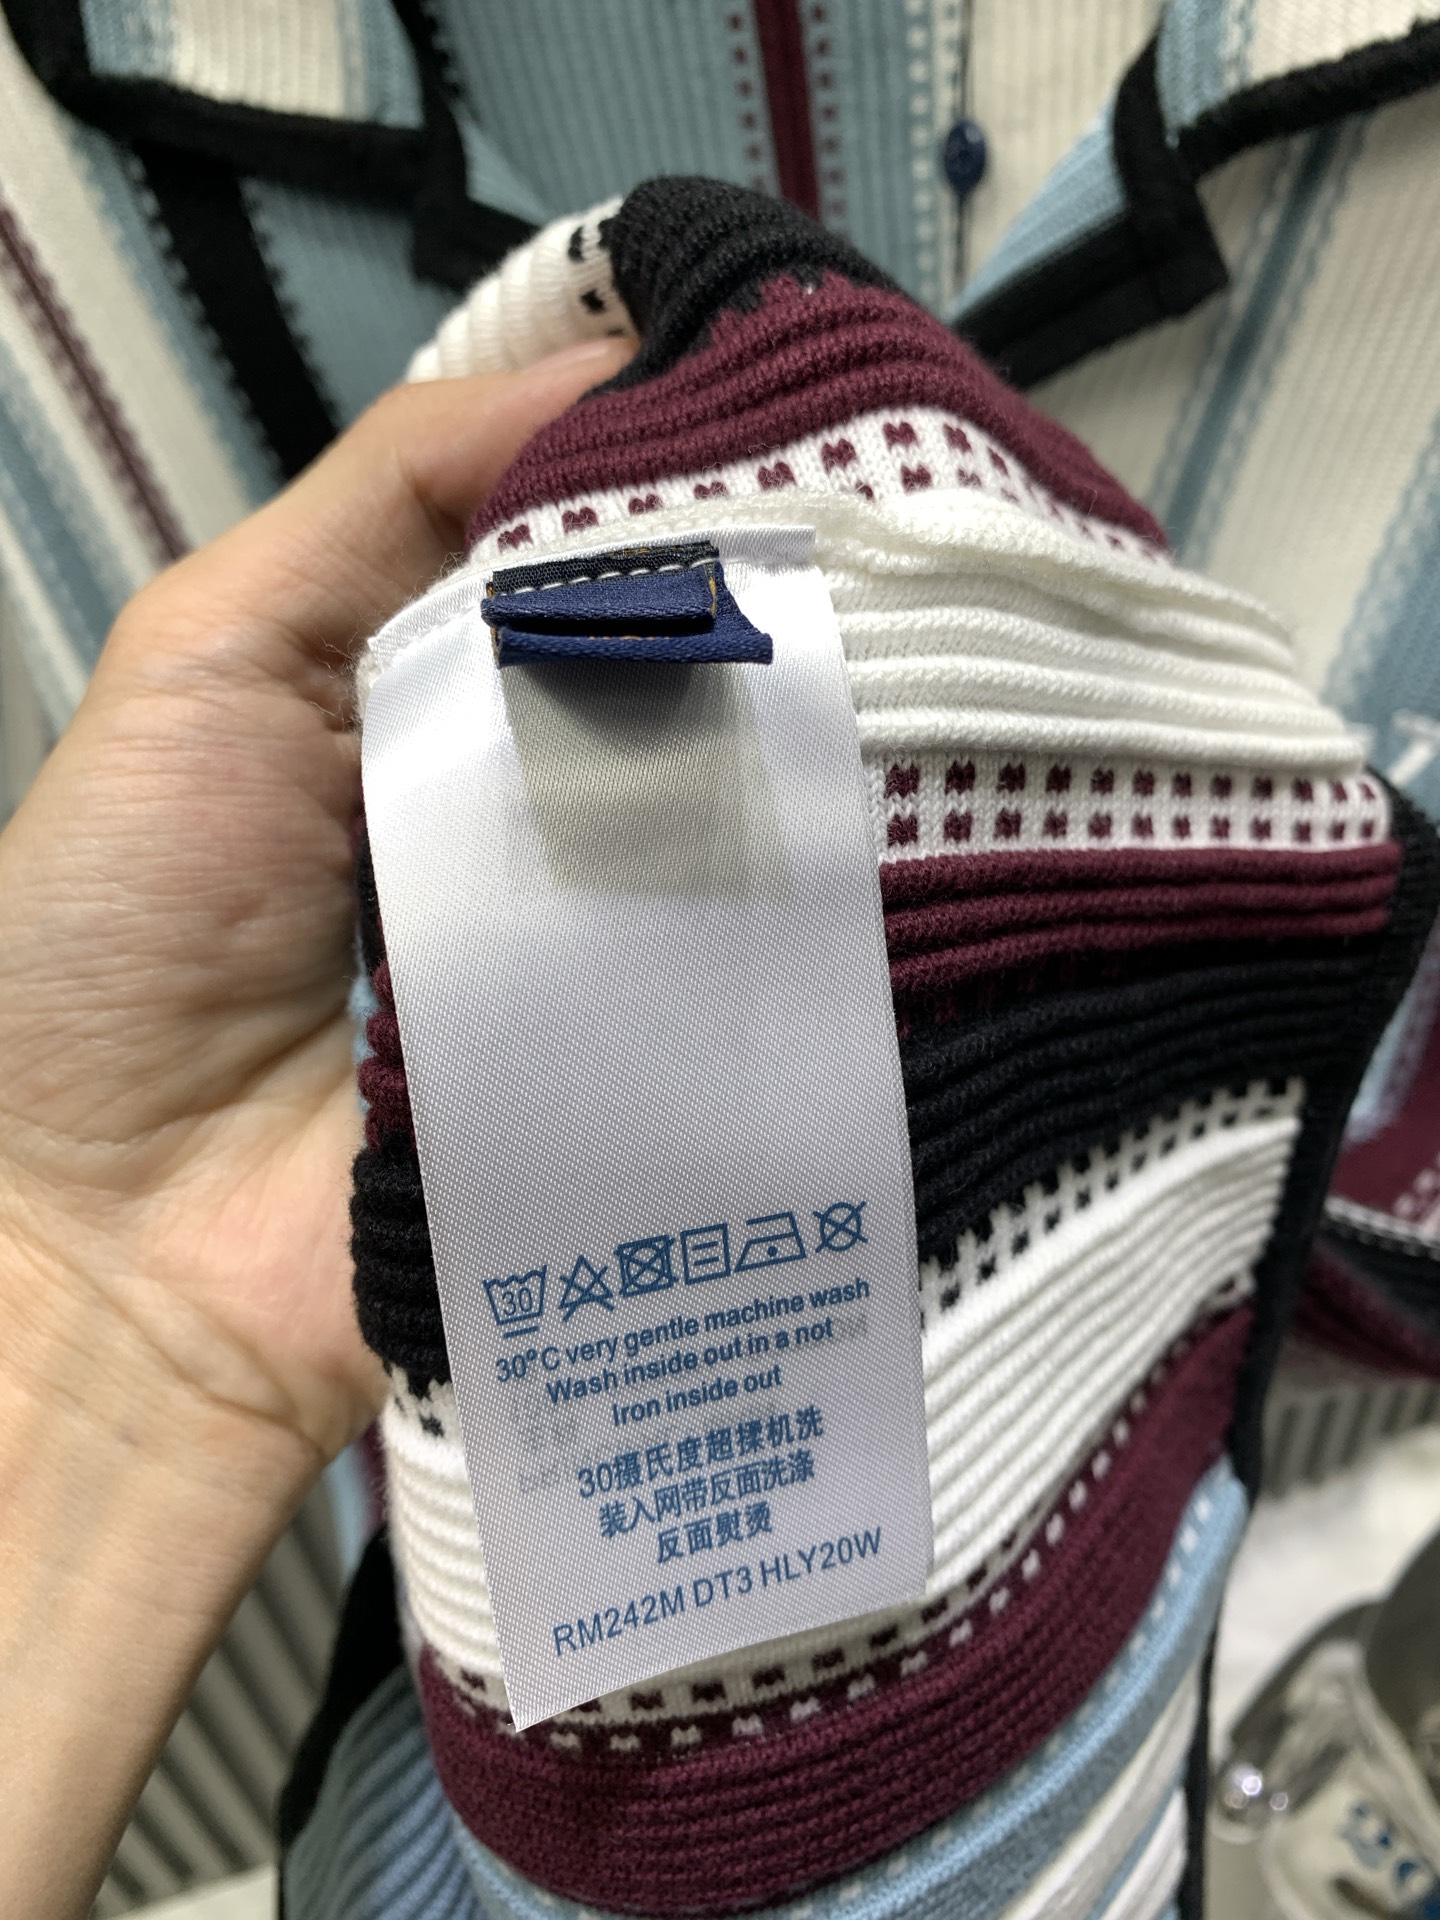 30
30°C very gentle machine wash
Wash inside out in a not
Iron inside out
30摄氏度超揉机洗
装入网带反面洗涤
反面熨烫
RM242M DT3 HLY20W